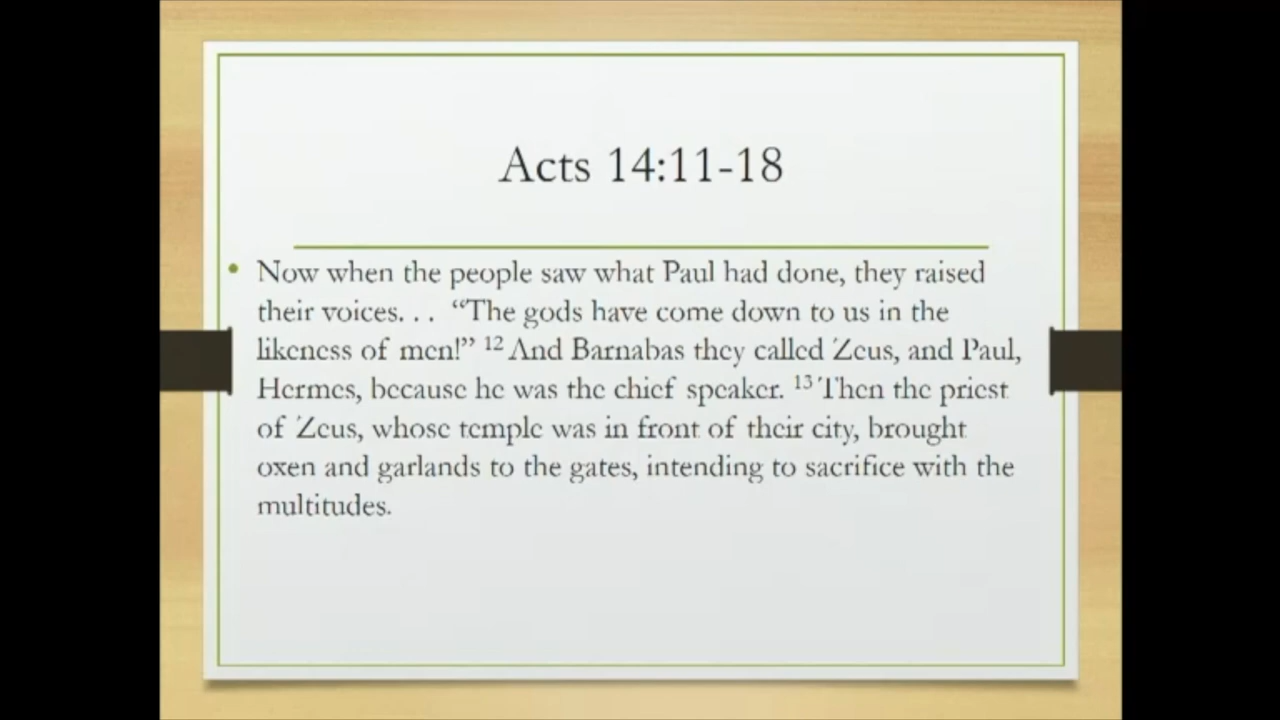 Acts 14:11-18
• Now when the people saw what Paul had done, they raised
their voices. . . “The gods have come down to us in the
likeness of men!” 12 And Barnabas they called Zeus, and Paul,
Hermes, because he was the chief speaker. 13 Then the priest
of Zeus, whose temple was in front of their city, brought
oxen and garlands to the gates, intending to sacrifice with the
multitudes.